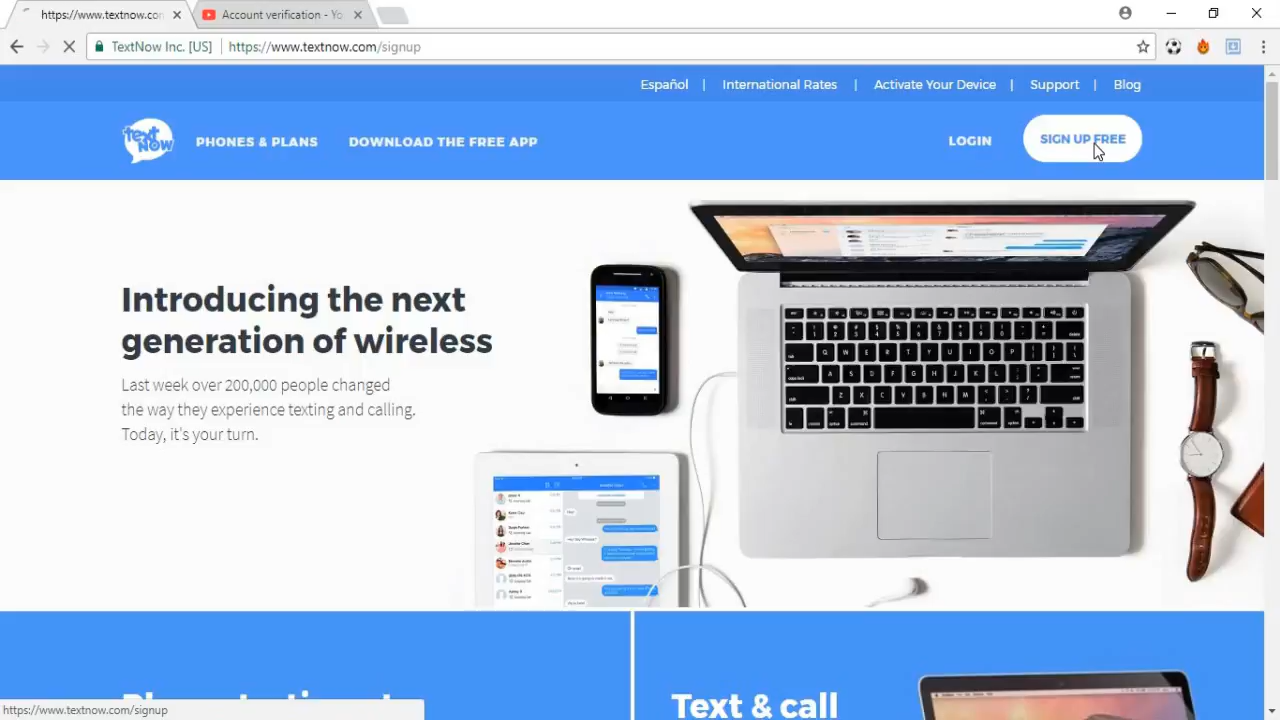 https://www.textnow.com
Account verification - Yo
TextNow Inc. [US]
https://www.textnow.com/signup
Español | International Rates | Activate Your Device | Support | Blog
text
NOW
PHONES & PLANS
DOWNLOAD THE FREE APP
LOGIN
SIGN UP FREE
Introducing the next
generation of wireless
Last week over 200,000 people changed
the way they experience texting and calling.
Today, it's your turn.
Text & call
https://www.textnow.com/signup